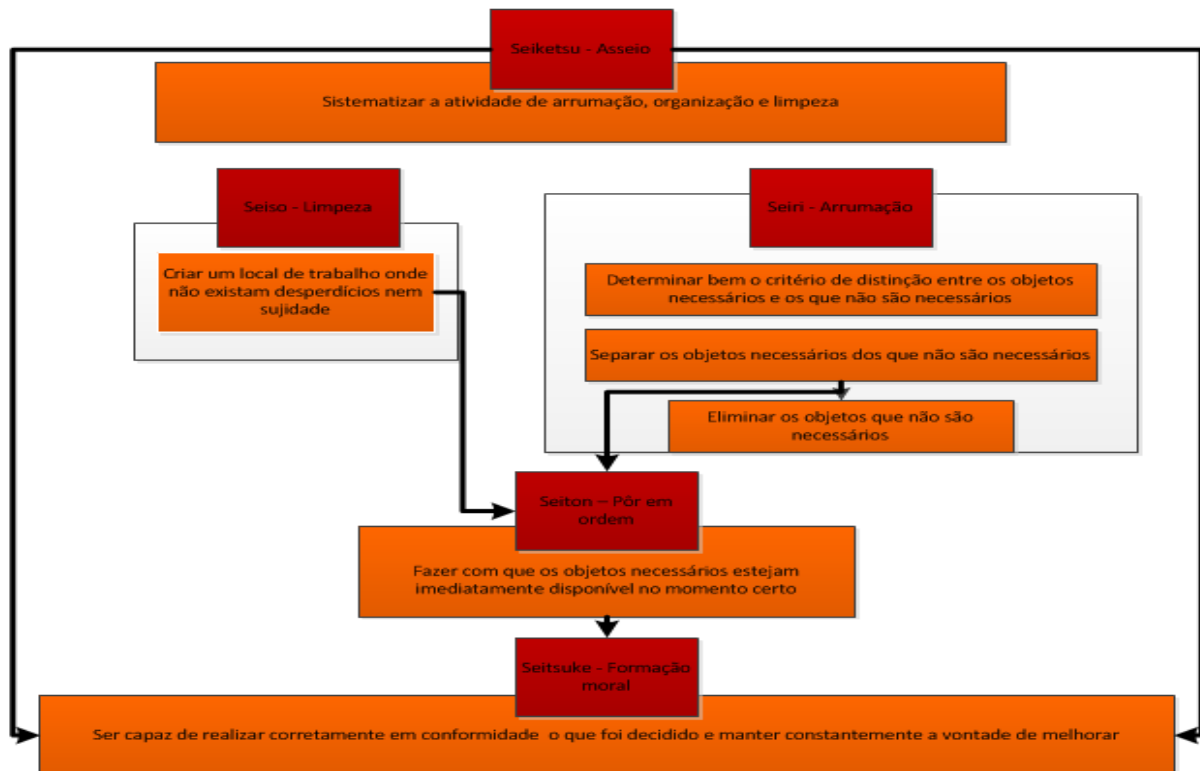 Seiketsu - Asseio
Sistematizar a atividade de arrumação, organização e limpeza
Seiso - Limpeza
Criar um local de trabalho onde
não existam desperdícios nem
sujidade
Seiri - Arrumação
Determinar bem o critério de distinção entre os objetos
necessários e os que não são necessários
Separar os objetos necessários dos que não são necessários
Eliminar os objetos que não são
necessários
Seiton – Pôr em
ordem
Fazer com que os objetos necessários estejam
imediatamente disponível no momento certo
Seitsuke - Formação
moral
Ser capaz de realizar corretamente em conformidade o que foi decidido e manter constantemente a vontade de melhorar